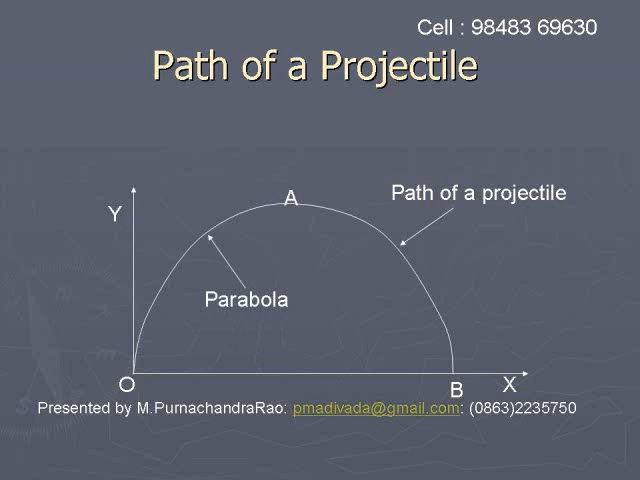 Cell : 98483 69630
Path of a Projectile
A
Path of a projectile
Y
Parabola
O
B
X
Presented by M.PurnachandraRao: pmadivada@gmail.com: (0863)2235750